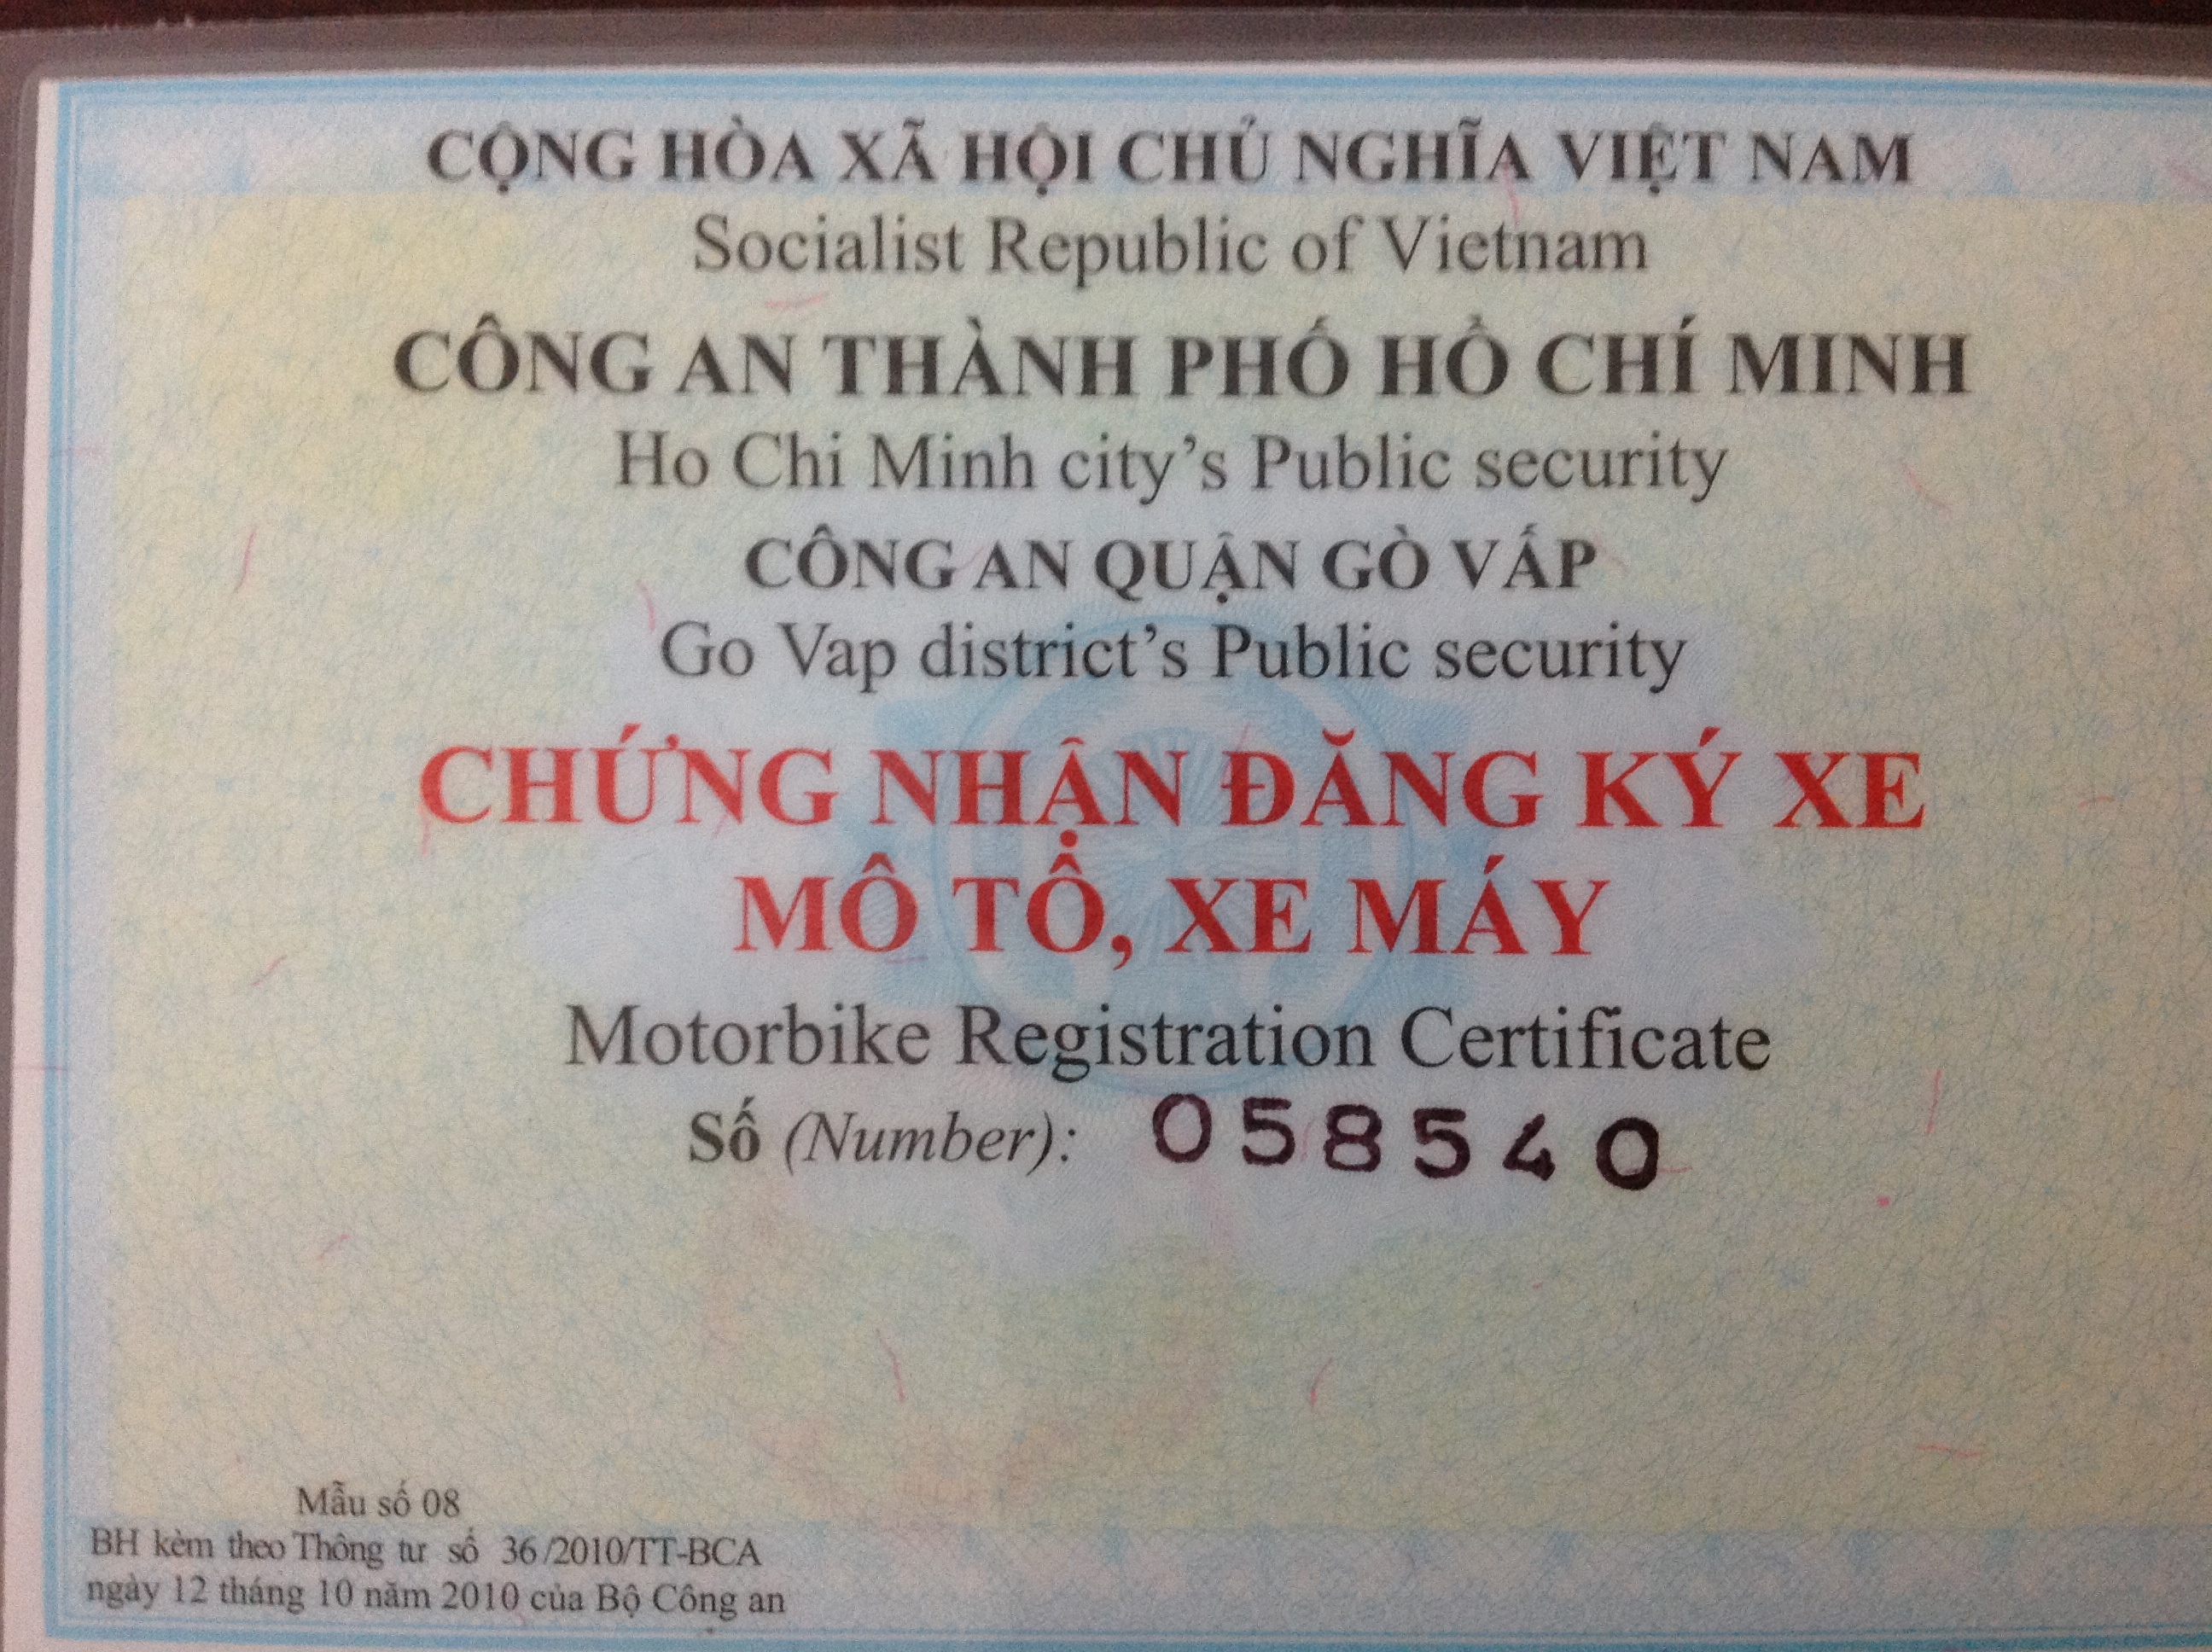 CỘNG HÒA XÃ HỘI CHỦ NGHĨA VIỆT NAM
Socialist Republic of Vietnam
CÔNG AN THÀNH PHỐ HỒ CHÍ MINH
Ho Chi Minh city’s Public security
CÔNG AN QUẬN GÒ VẤP
Go Vap district’s Public security
CHỨNG NHẬN ĐĂNG KÝ XE
MÔ TÔ, XE MÁY
Motorbike Registration Certificate
Số (Number): 058540
Mẫu số 08
BH kèm theo Thông tư số 36/2010/TT-BCA
ngày 12 tháng 10 năm 2010 của Bộ Công an